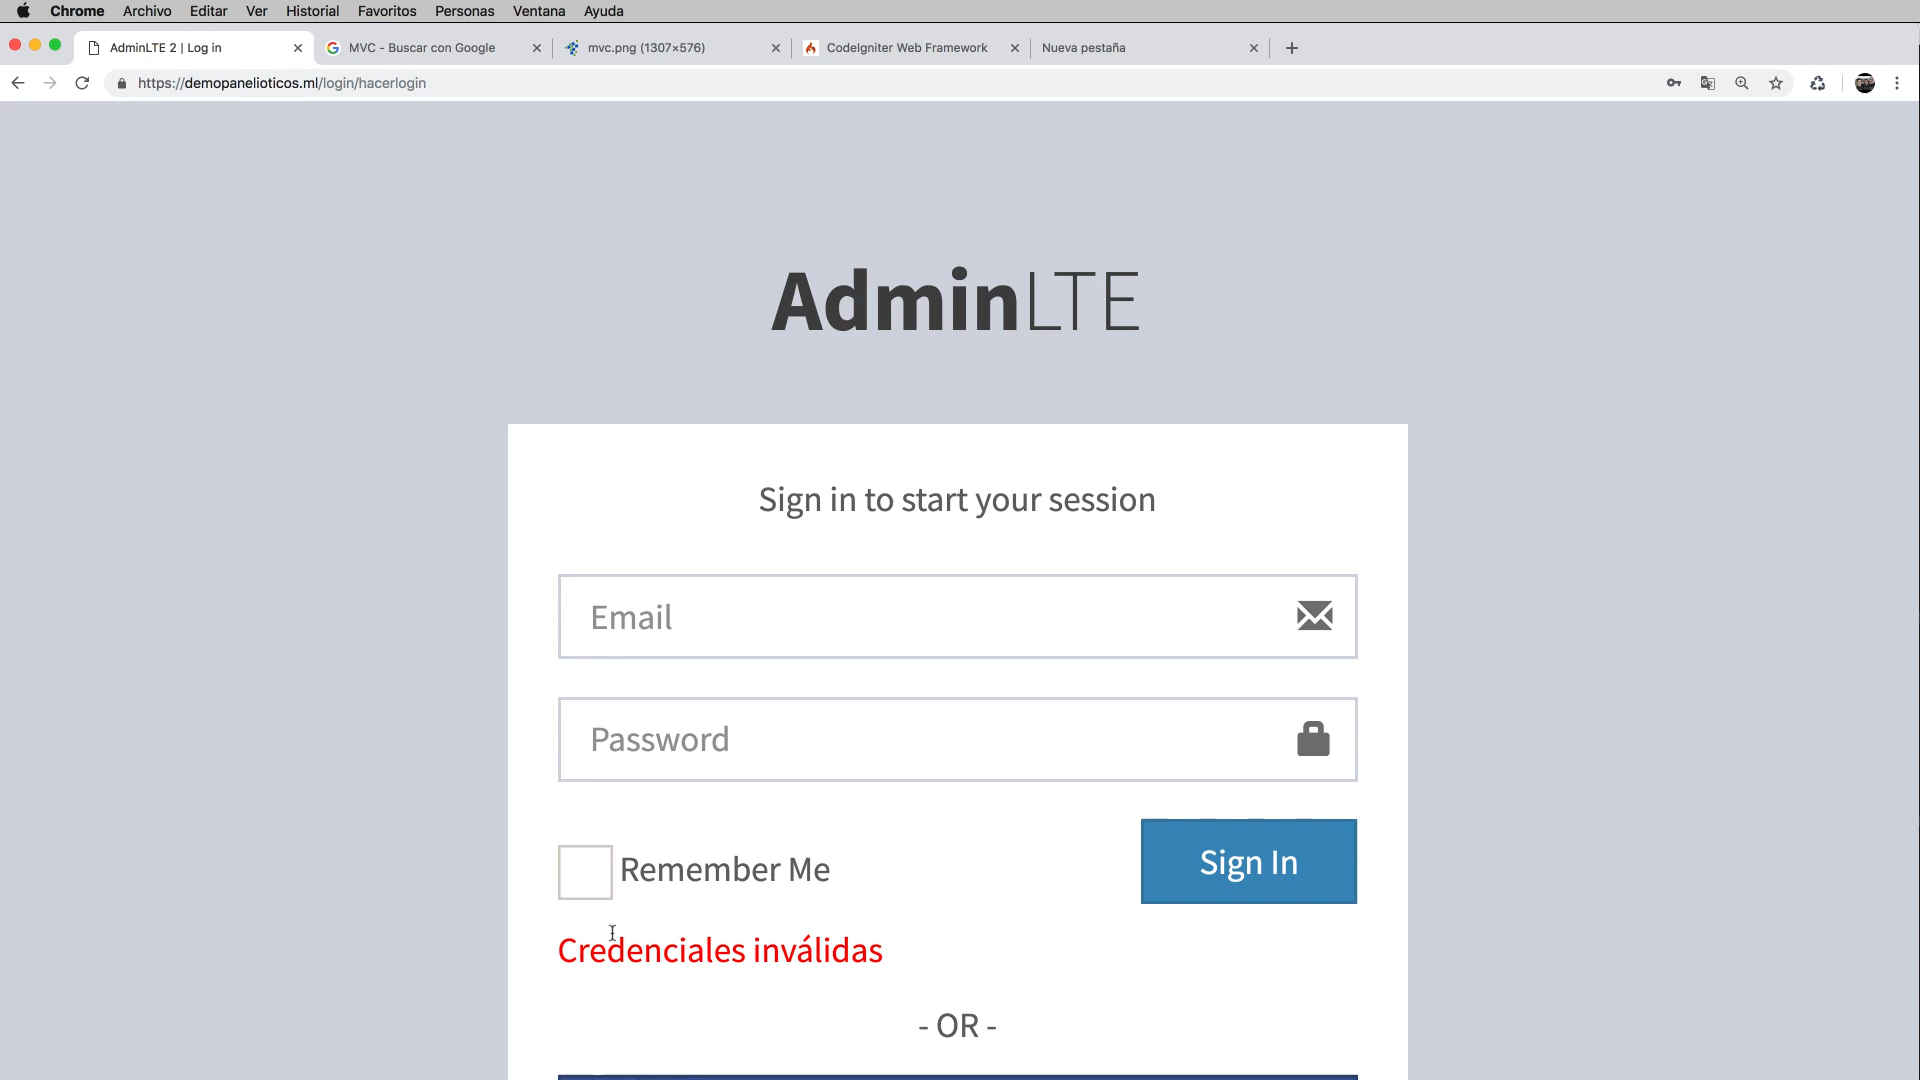 Chrome Archivo Editar Ver Historial Favoritos Personas Ventana Ayuda
AdminLTE 2 | Log in MVC - Buscar con Google mvc.png (1307×576) CodeIgniter Web Framework Nueva pestaña
https://demopanelioticos.ml/login/hacerlogin
AdminLTE
Sign in to start your session
Email
Password
Remember Me Sign In
Credenciales inválidas
- OR -